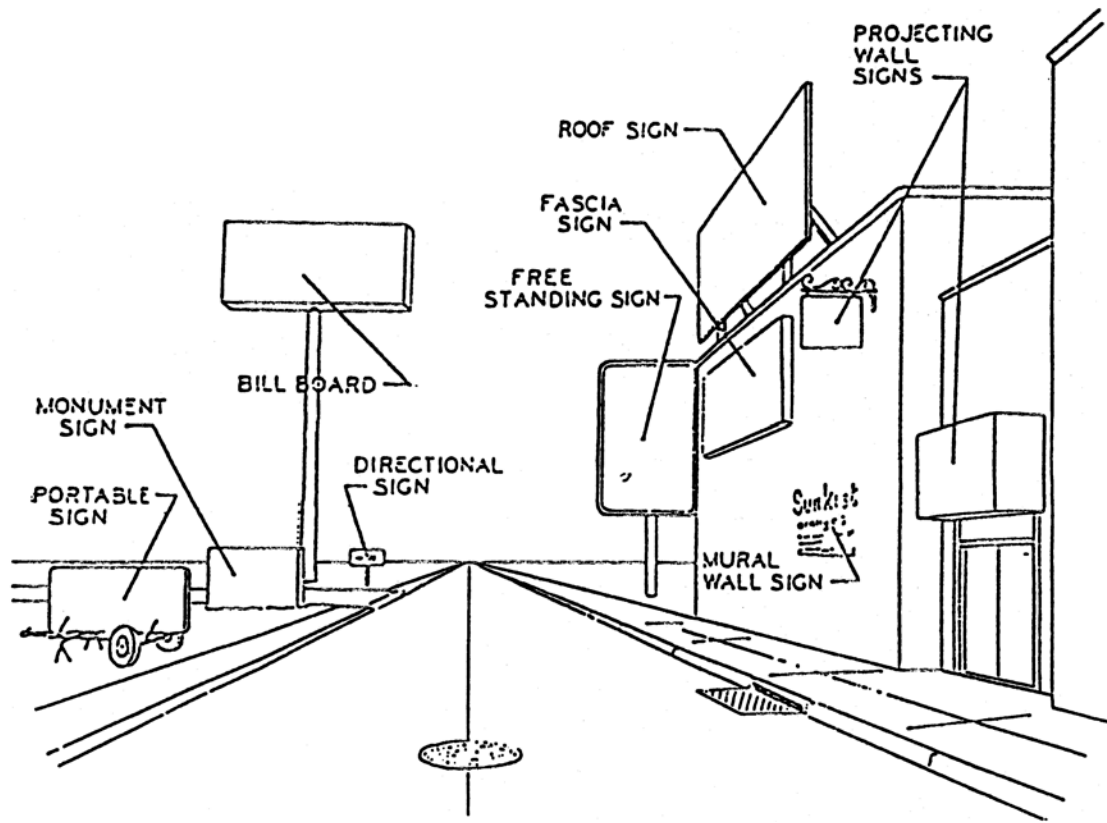 PROJECTING
WALL
SIGNS
ROOF SIGN
FASCIA
SIGN
FREE
STANDING SIGN
BILL BOARD
MONUMENT
SIGN
DIRECTIONAL
SIGN
PORTABLE
SIGN
Sunkist
oranges
MURAL
WALL SIGN